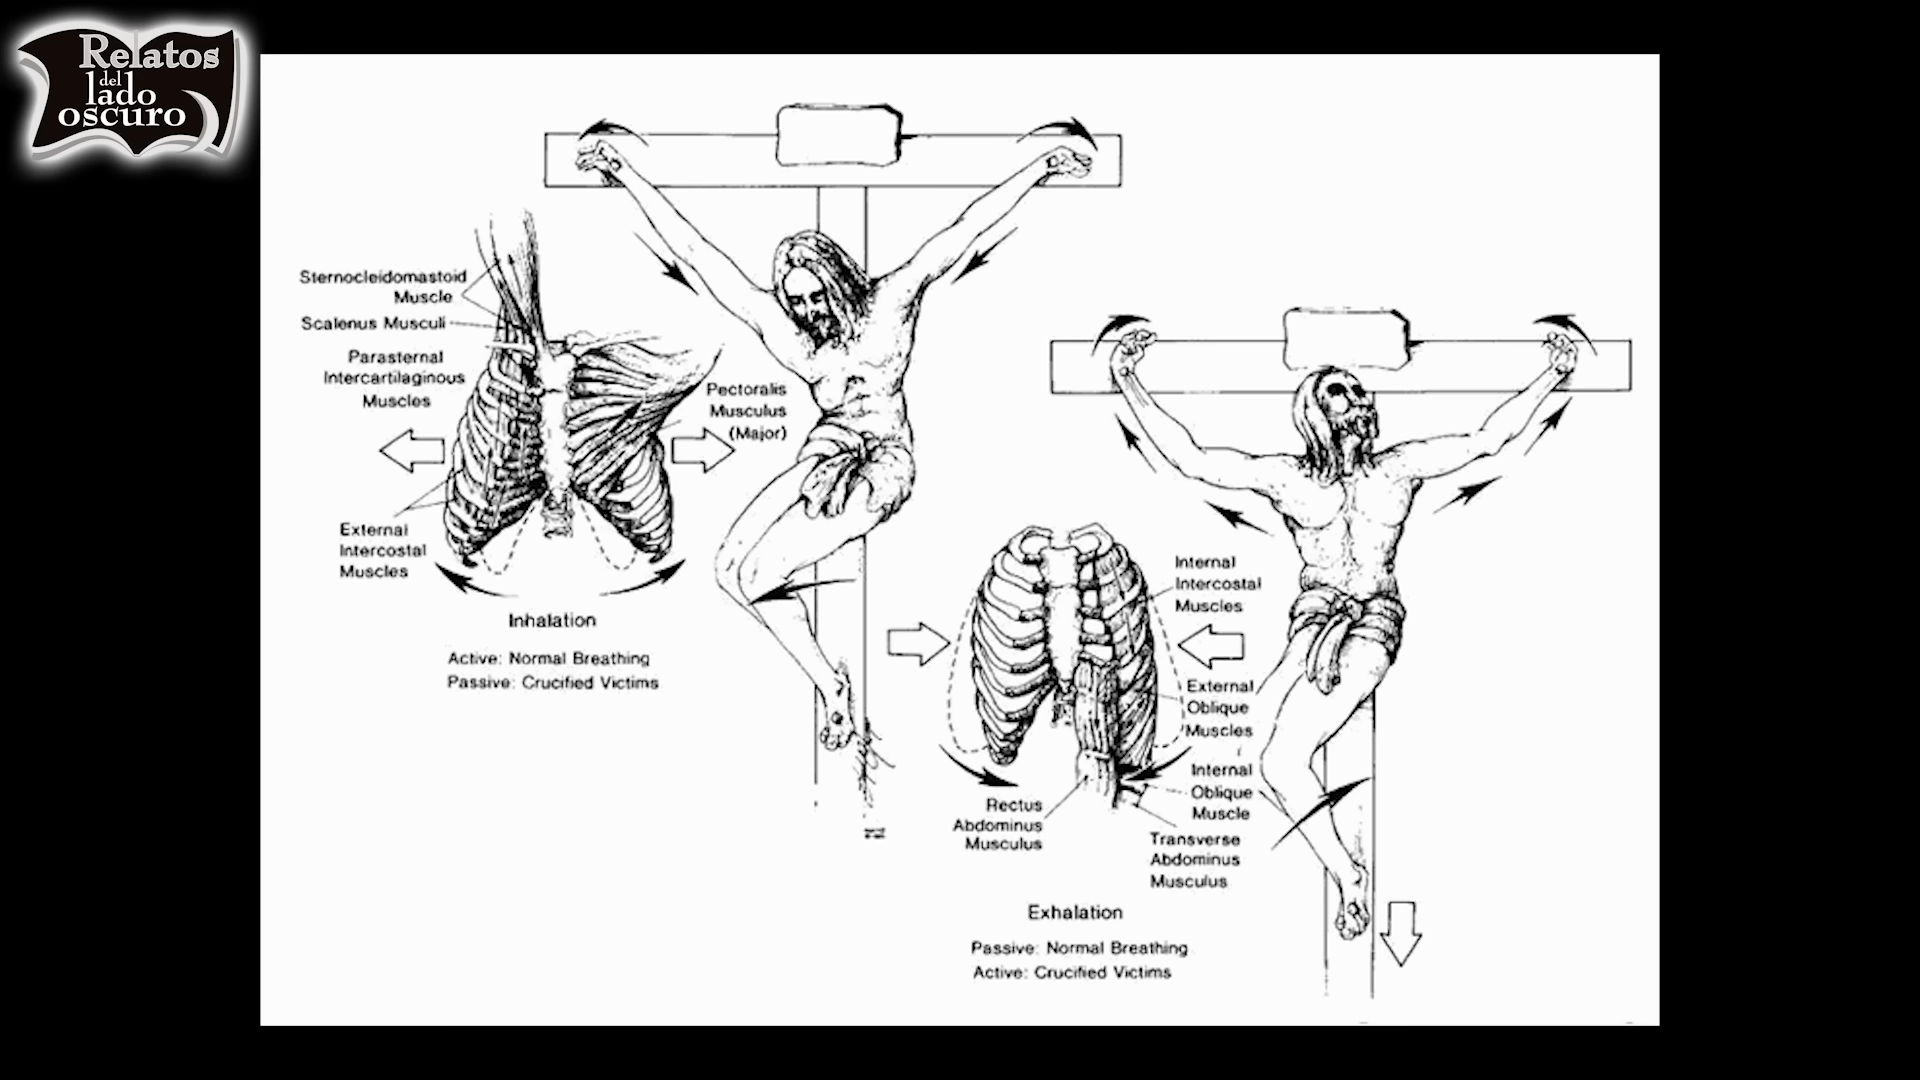 Relatos
del
lado
oscuro
Sternocleidomastoid
Muscle
Scalenus Musculi
Parasternal
Intercartilaginous
Muscles
Pectoralis
Musculus
(Major)
External
Intercostal
Muscles
Inhalation
Active: Normal Breathing
Passive: Crucified Victims
Internal
Intercostal
Muscles
External
Oblique
Muscles
Internal
Oblique
Muscle
Rectus
Abdominus
Musculus
Transverse
Abdominus
Musculus
Exhalation
Passive: Normal Breathing
Active: Crucified Victims